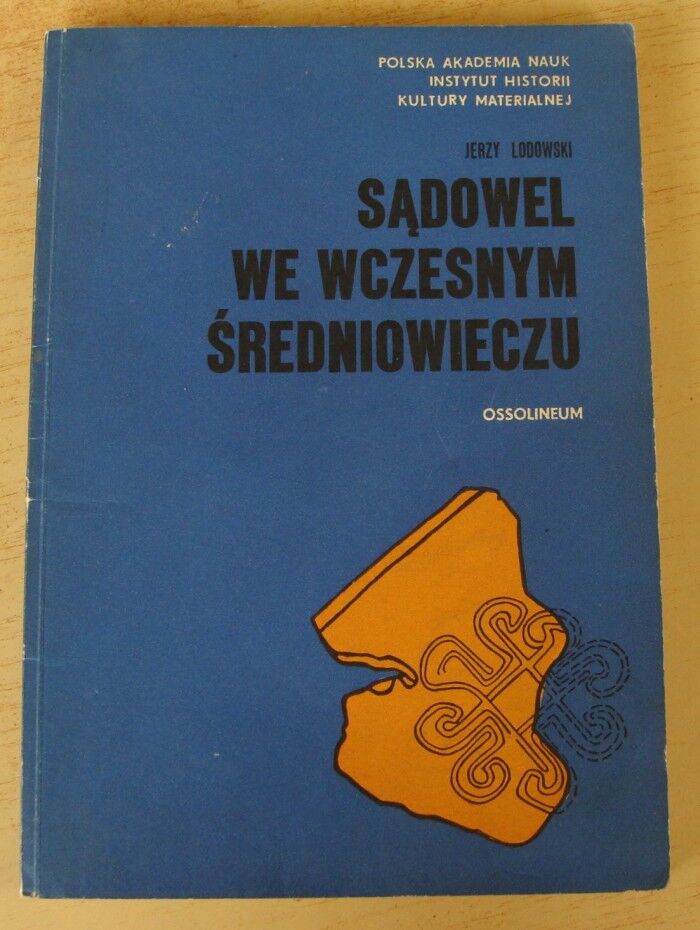 POLSKA AKADEMIA NAUK
INSTYTUT HISTORII
KULTURY MATERIALNEJ
JERZY LODOWSKI
SĄDOWEL
WE WCZESNYM
ŚREDNIOWIECZU
OSSOLINEUM